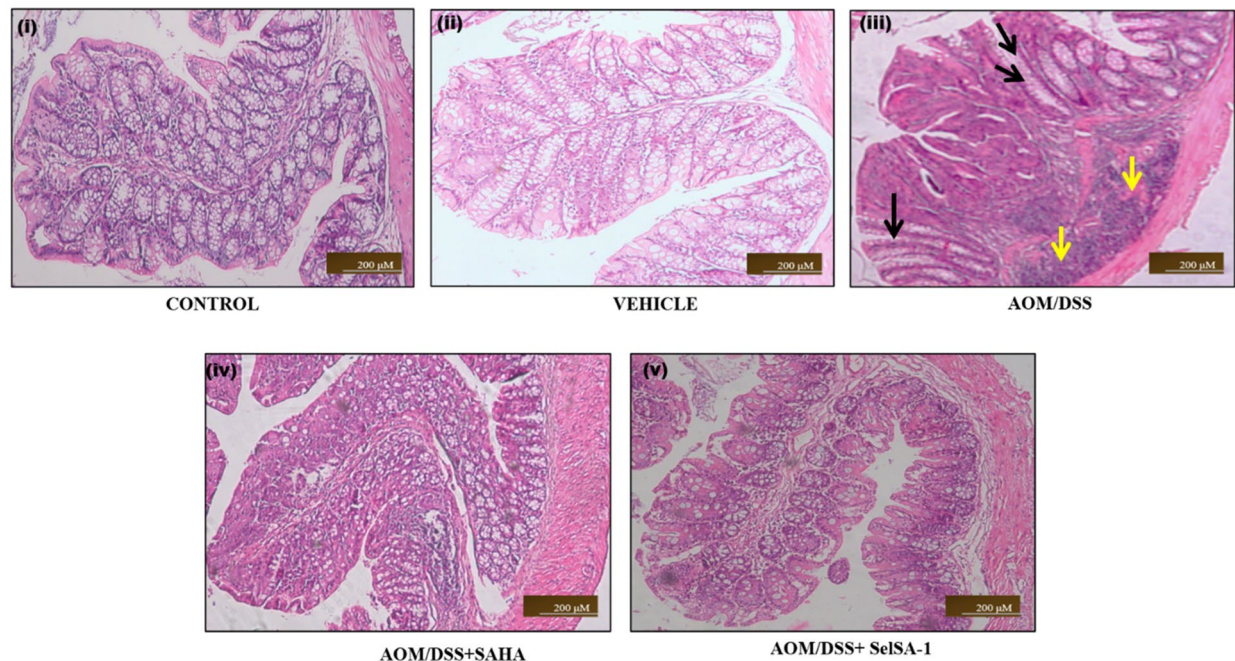 (i)
(ii)
(iii)
200 µM
200 µM
200 µM
CONTROL
VEHICLE
AOM/DSS
(iv)
(v)
200 µM
200 µM
AOM/DSS+SAHA
AOM/DSS+ SelSA-1